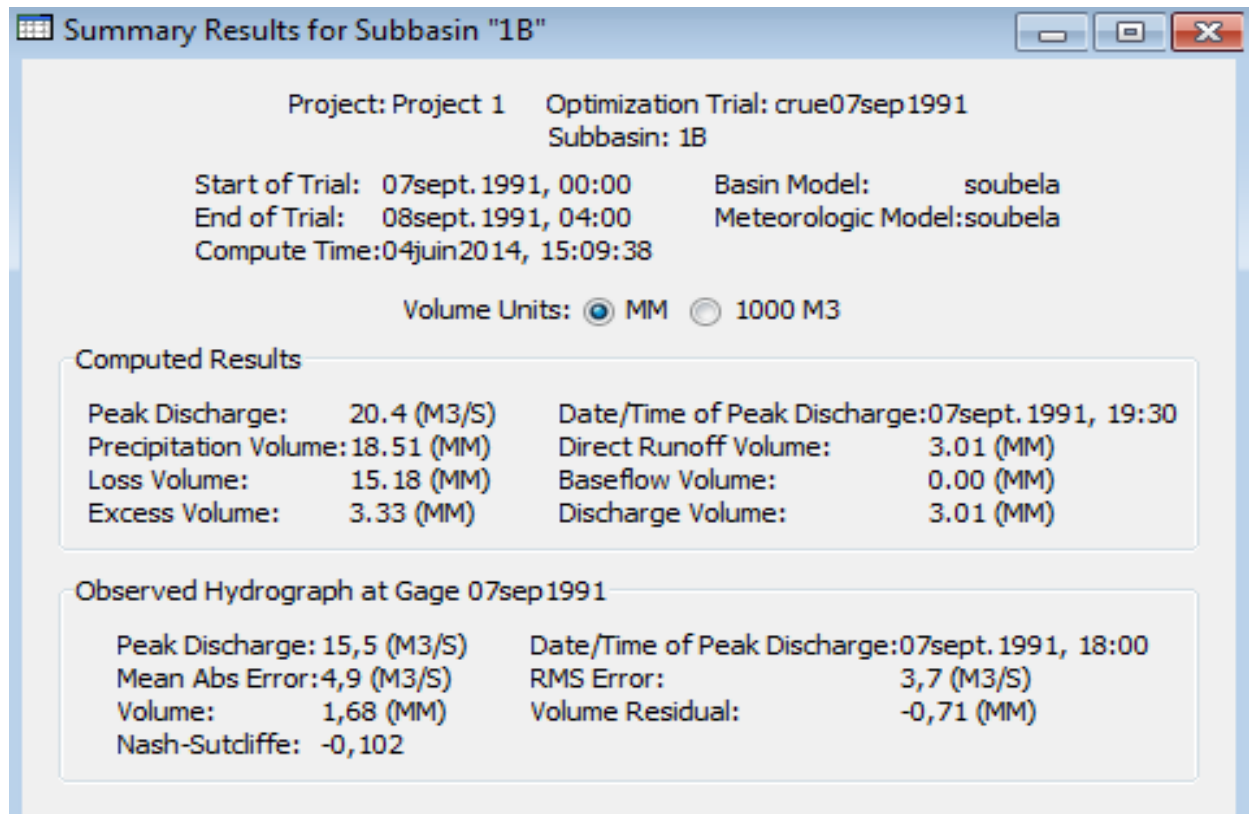 Summary Results for Subbasin "1B"
Project: Project 1 Optimization Trial: crue07sep1991
Subbasin: 1B
Start of Trial: 07sept.1991, 00:00 Basin Model: soubela
End of Trial: 08sept.1991, 04:00 Meteorologic Model:soubela
Compute Time:04juin2014, 15:09:38
Volume Units: MM 1000 M3
Computed Results
Peak Discharge: 20.4 (M3/S) Date/Time of Peak Discharge:07sept.1991, 19:30
Precipitation Volume:18.51 (MM) Direct Runoff Volume: 3.01 (MM)
Loss Volume: 15.18 (MM) Baseflow Volume: 0.00 (MM)
Excess Volume: 3.33 (MM) Discharge Volume: 3.01 (MM)
Observed Hydrograph at Gage 07sep1991
Peak Discharge:15,5 (M3/S) Date/Time of Peak Discharge:07sept.1991, 18:00
Mean Abs Error:4,9 (M3/S) RMS Error: 3,7 (M3/S)
Volume: 1,68 (MM) Volume Residual: -0,71 (MM)
Nash-Sutcliffe: -0,102